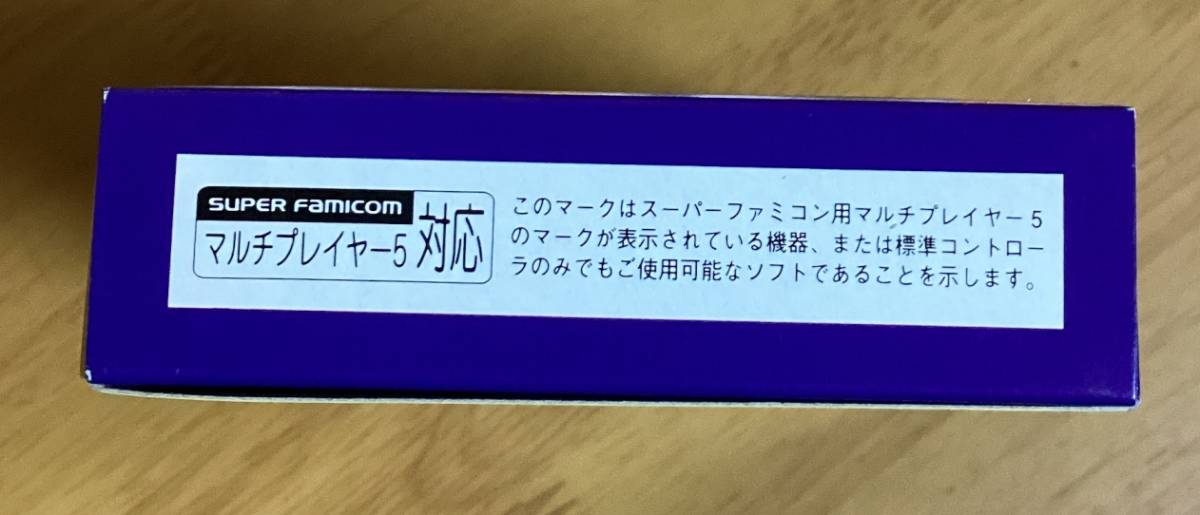 SUPER Famicom
マルチプレイヤー5 対応
このマークはスーパーファミコン用マルチプレイヤー5
のマークが表示されている機器、または標準コントロー
ラのみでもご使用可能なソフトであることを示します。